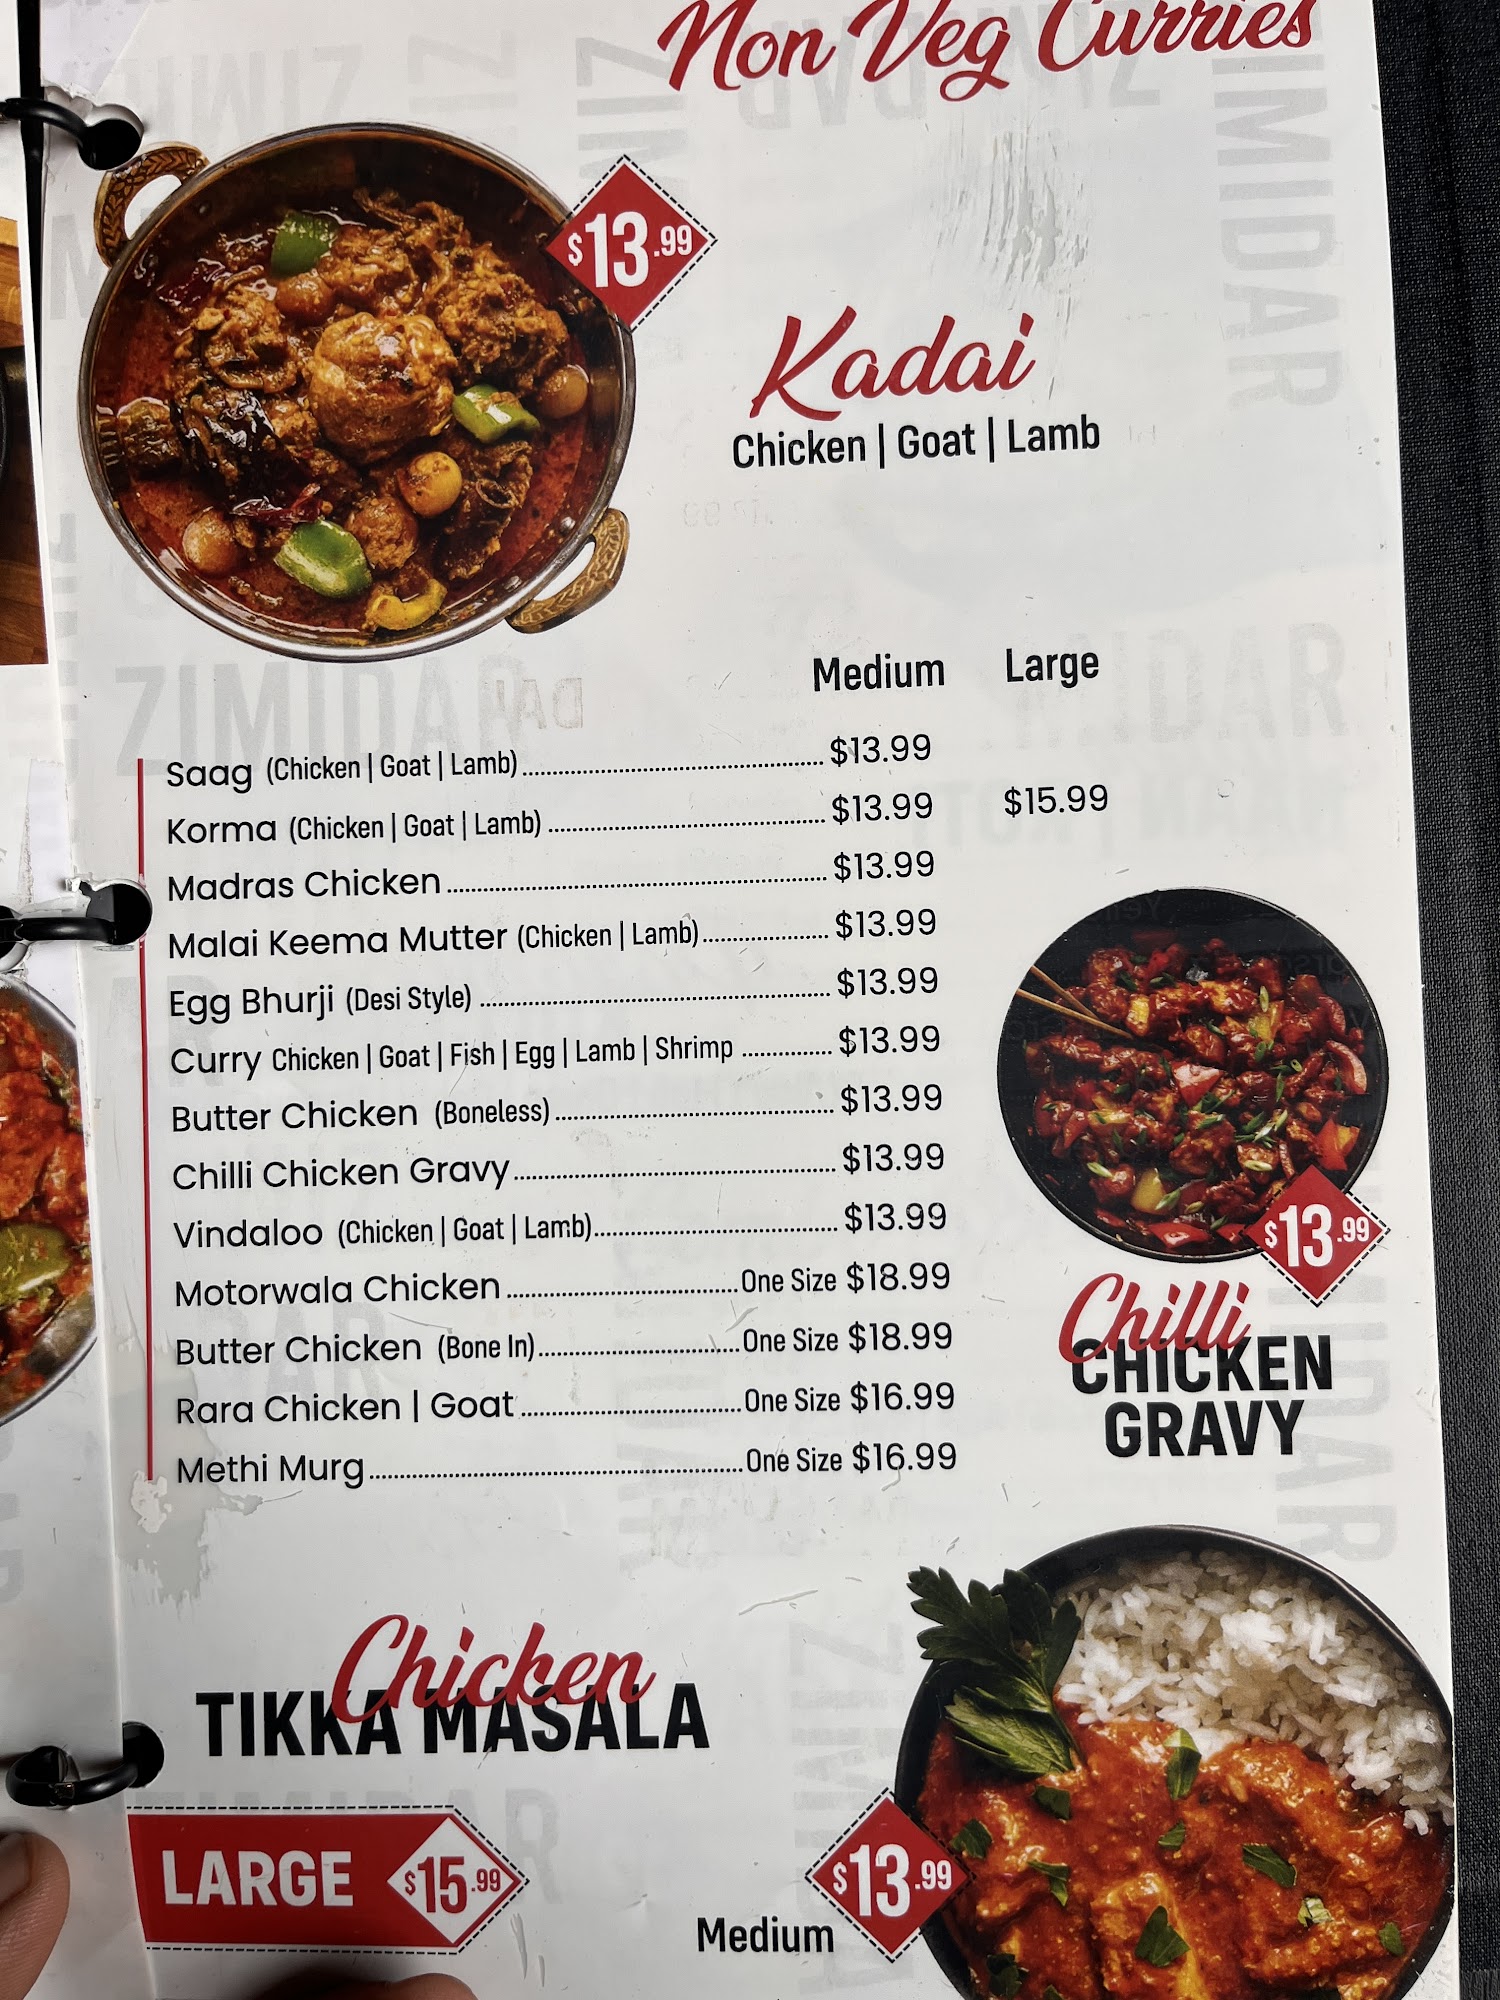 Non Veg Curries
$13.99
Kadai
Chicken | Goat | Lamb
Medium Large
Saag (Chicken | Goat | Lamb) $13.99
Korma (Chicken | Goat | Lamb) $13.99 $15.99
Madras Chicken $13.99
Malai Keema Mutter (Chicken | Lamb) $13.99
Egg Bhurji (Desi Style) $13.99
Curry Chicken | Goat | Fish | Egg | Lamb | Shrimp $13.99
Butter Chicken (Boneless) $13.99
Chilli Chicken Gravy $13.99
Vindaloo (Chicken | Goat | Lamb) $13.99
Motorwala Chicken One Size $18.99
Butter Chicken (Bone In) One Size $18.99
Rara Chicken | Goat One Size $16.99
Methi Murg One Size $16.99
$13.99
Chilli
CHICKEN
GRAVY
Chicken
TIKKA MASALA
LARGE $15.99
Medium $13.99
ZIMIDAR
ZIMIDAR